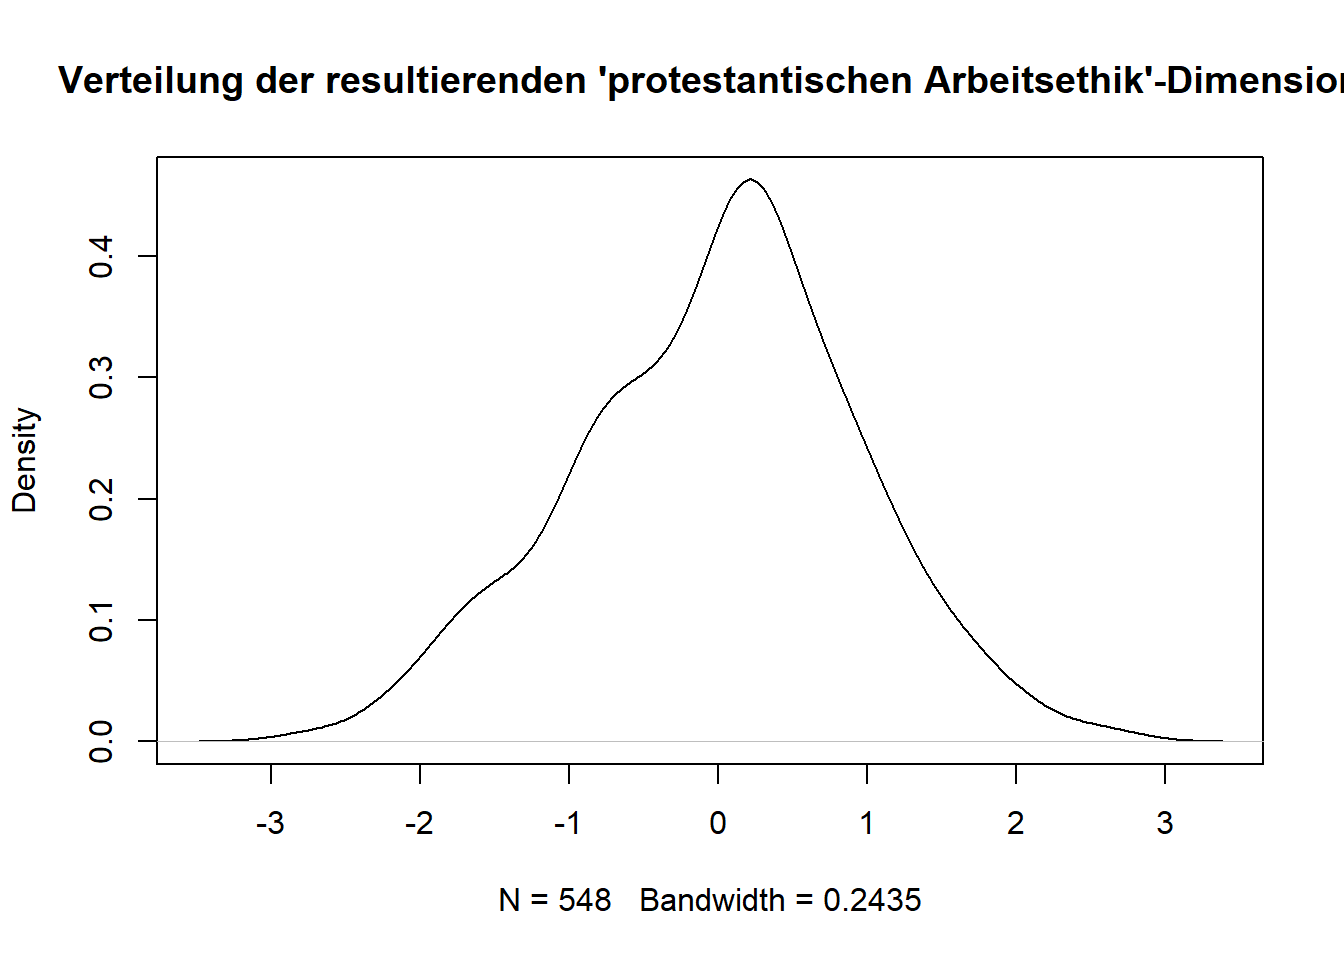 Verteilung der resultierenden 'protestantischen Arbeitsethik'-Dimension
Density
0.4
0.3
0.2
0.1
0.0
-3 -2 -1 0 1 2 3
N = 548 Bandwidth = 0.2435